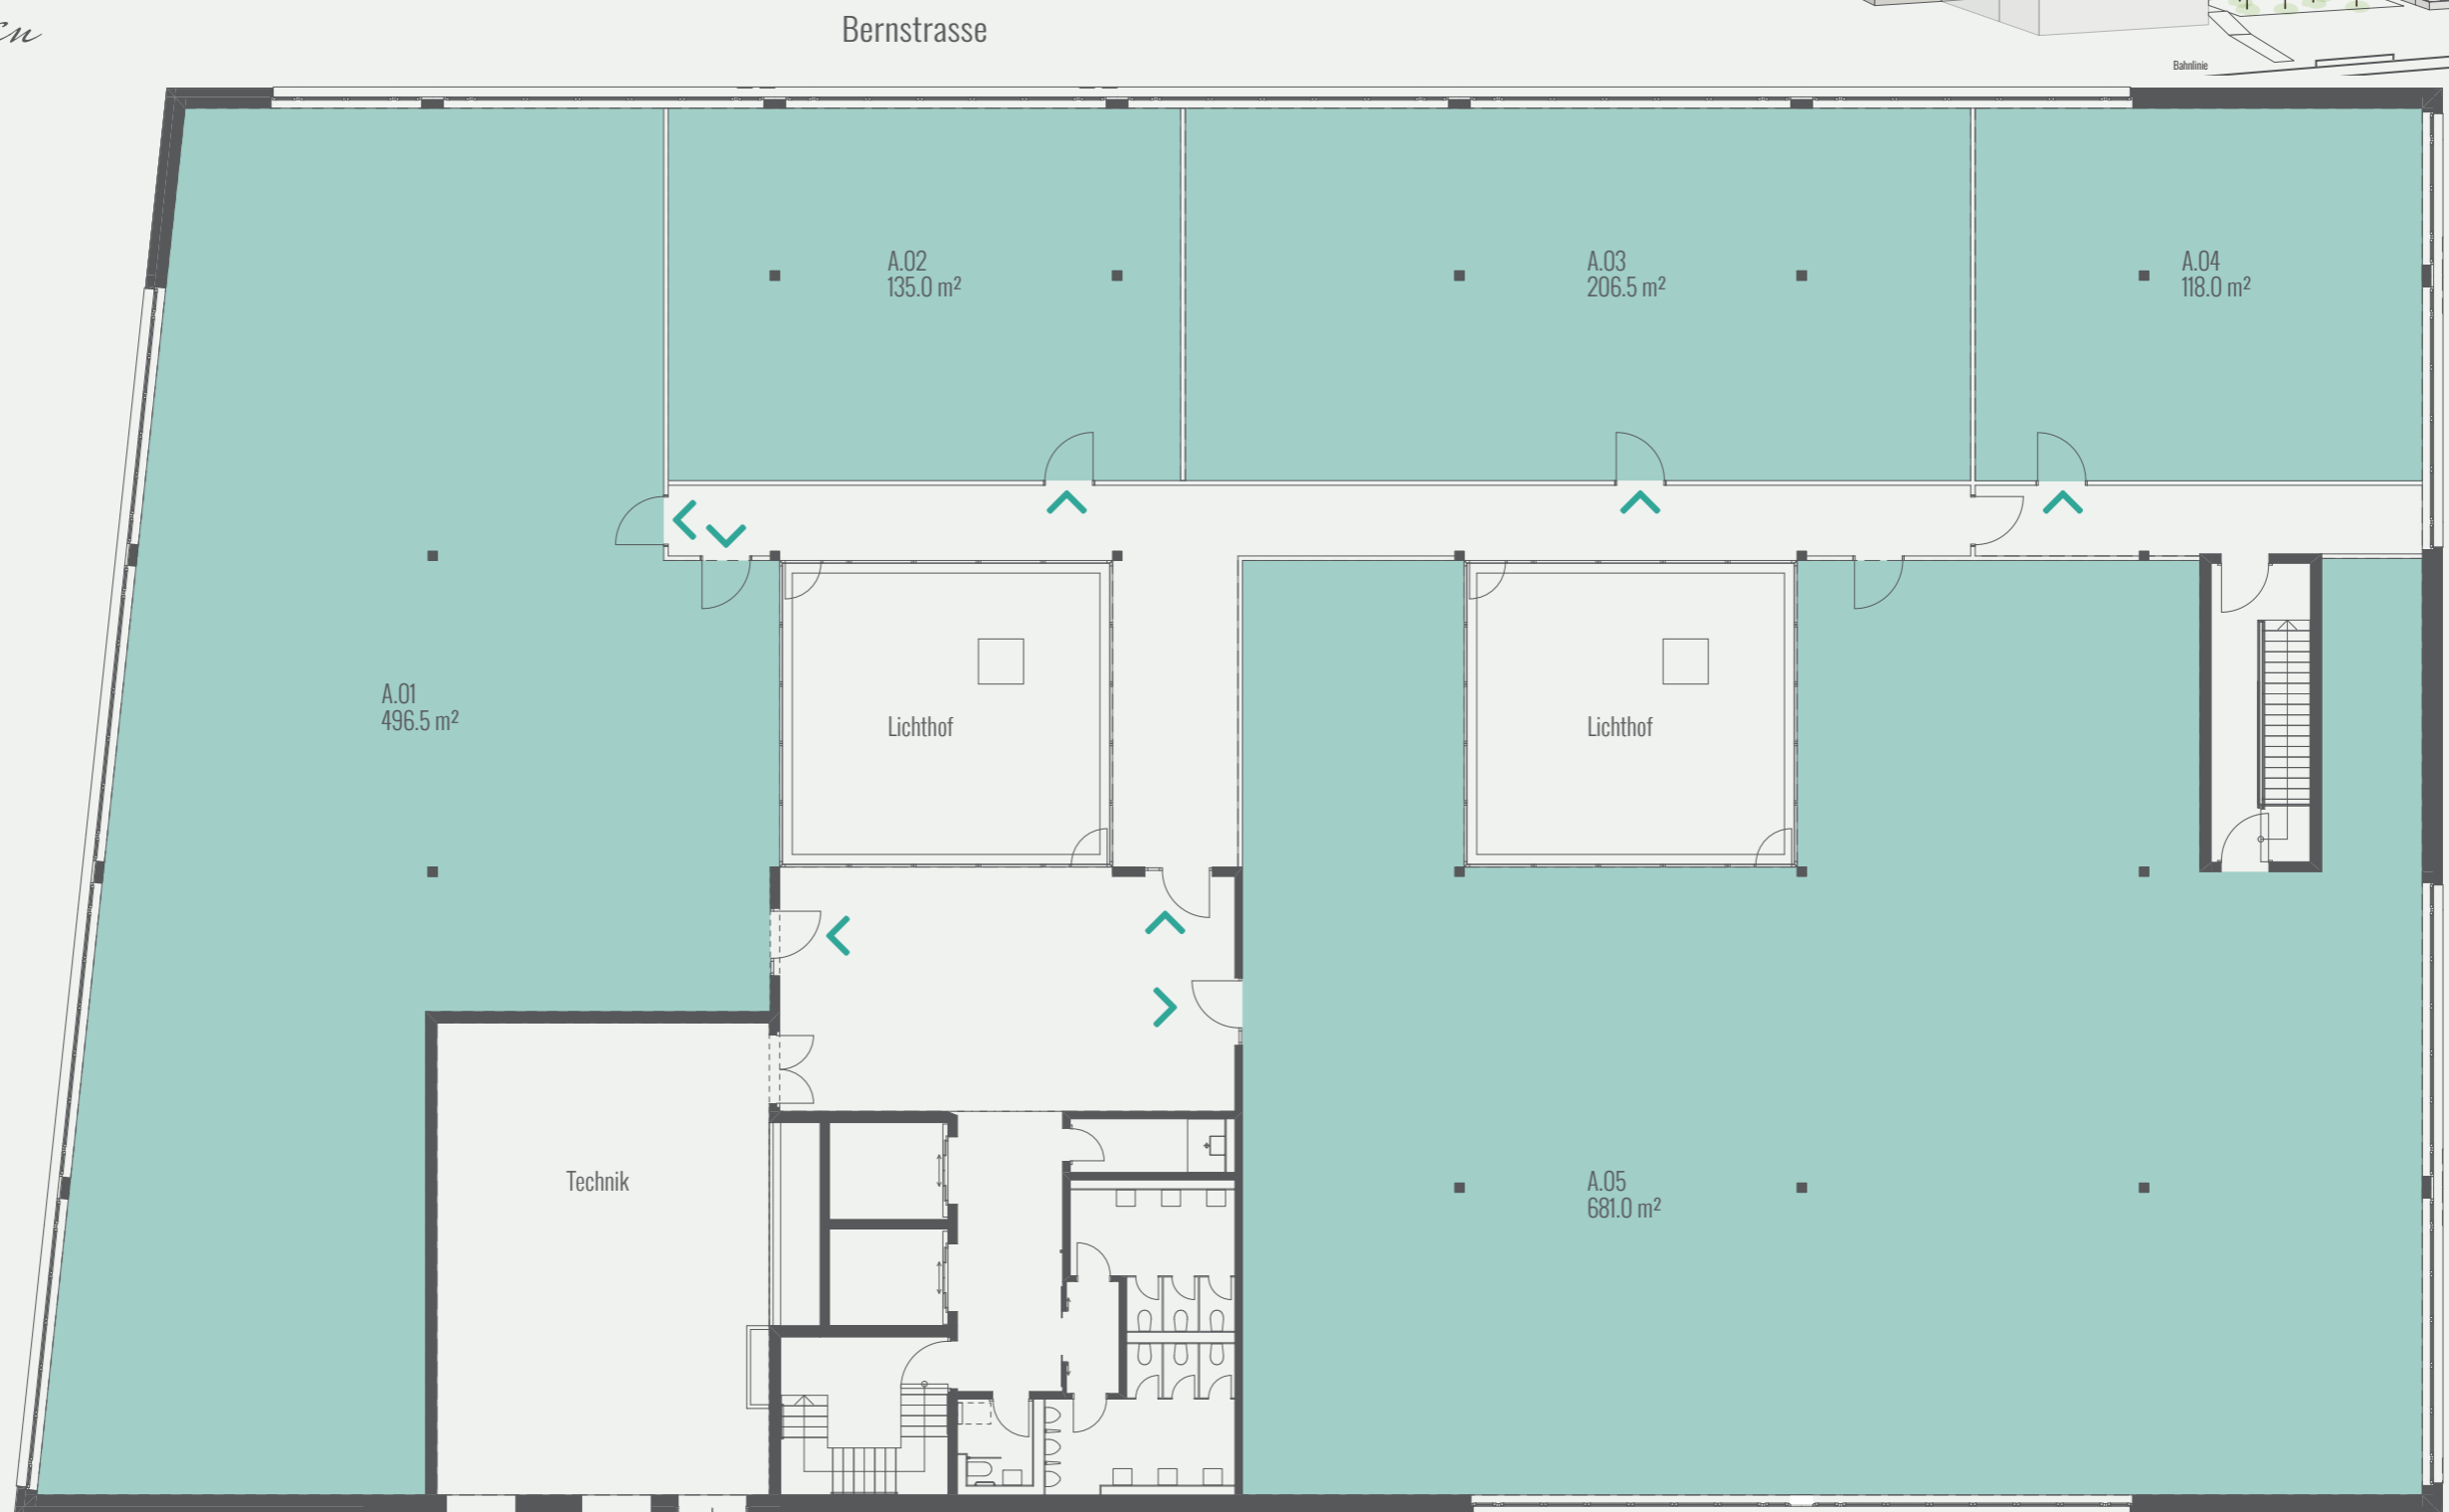 Bernstrasse
Bahnlinie
A.02
135.0 m²
A.03
206.5 m²
A.04
118.0 m²
A.01
496.5 m²
Lichthof
Lichthof
Technik
A.05
681.0 m²